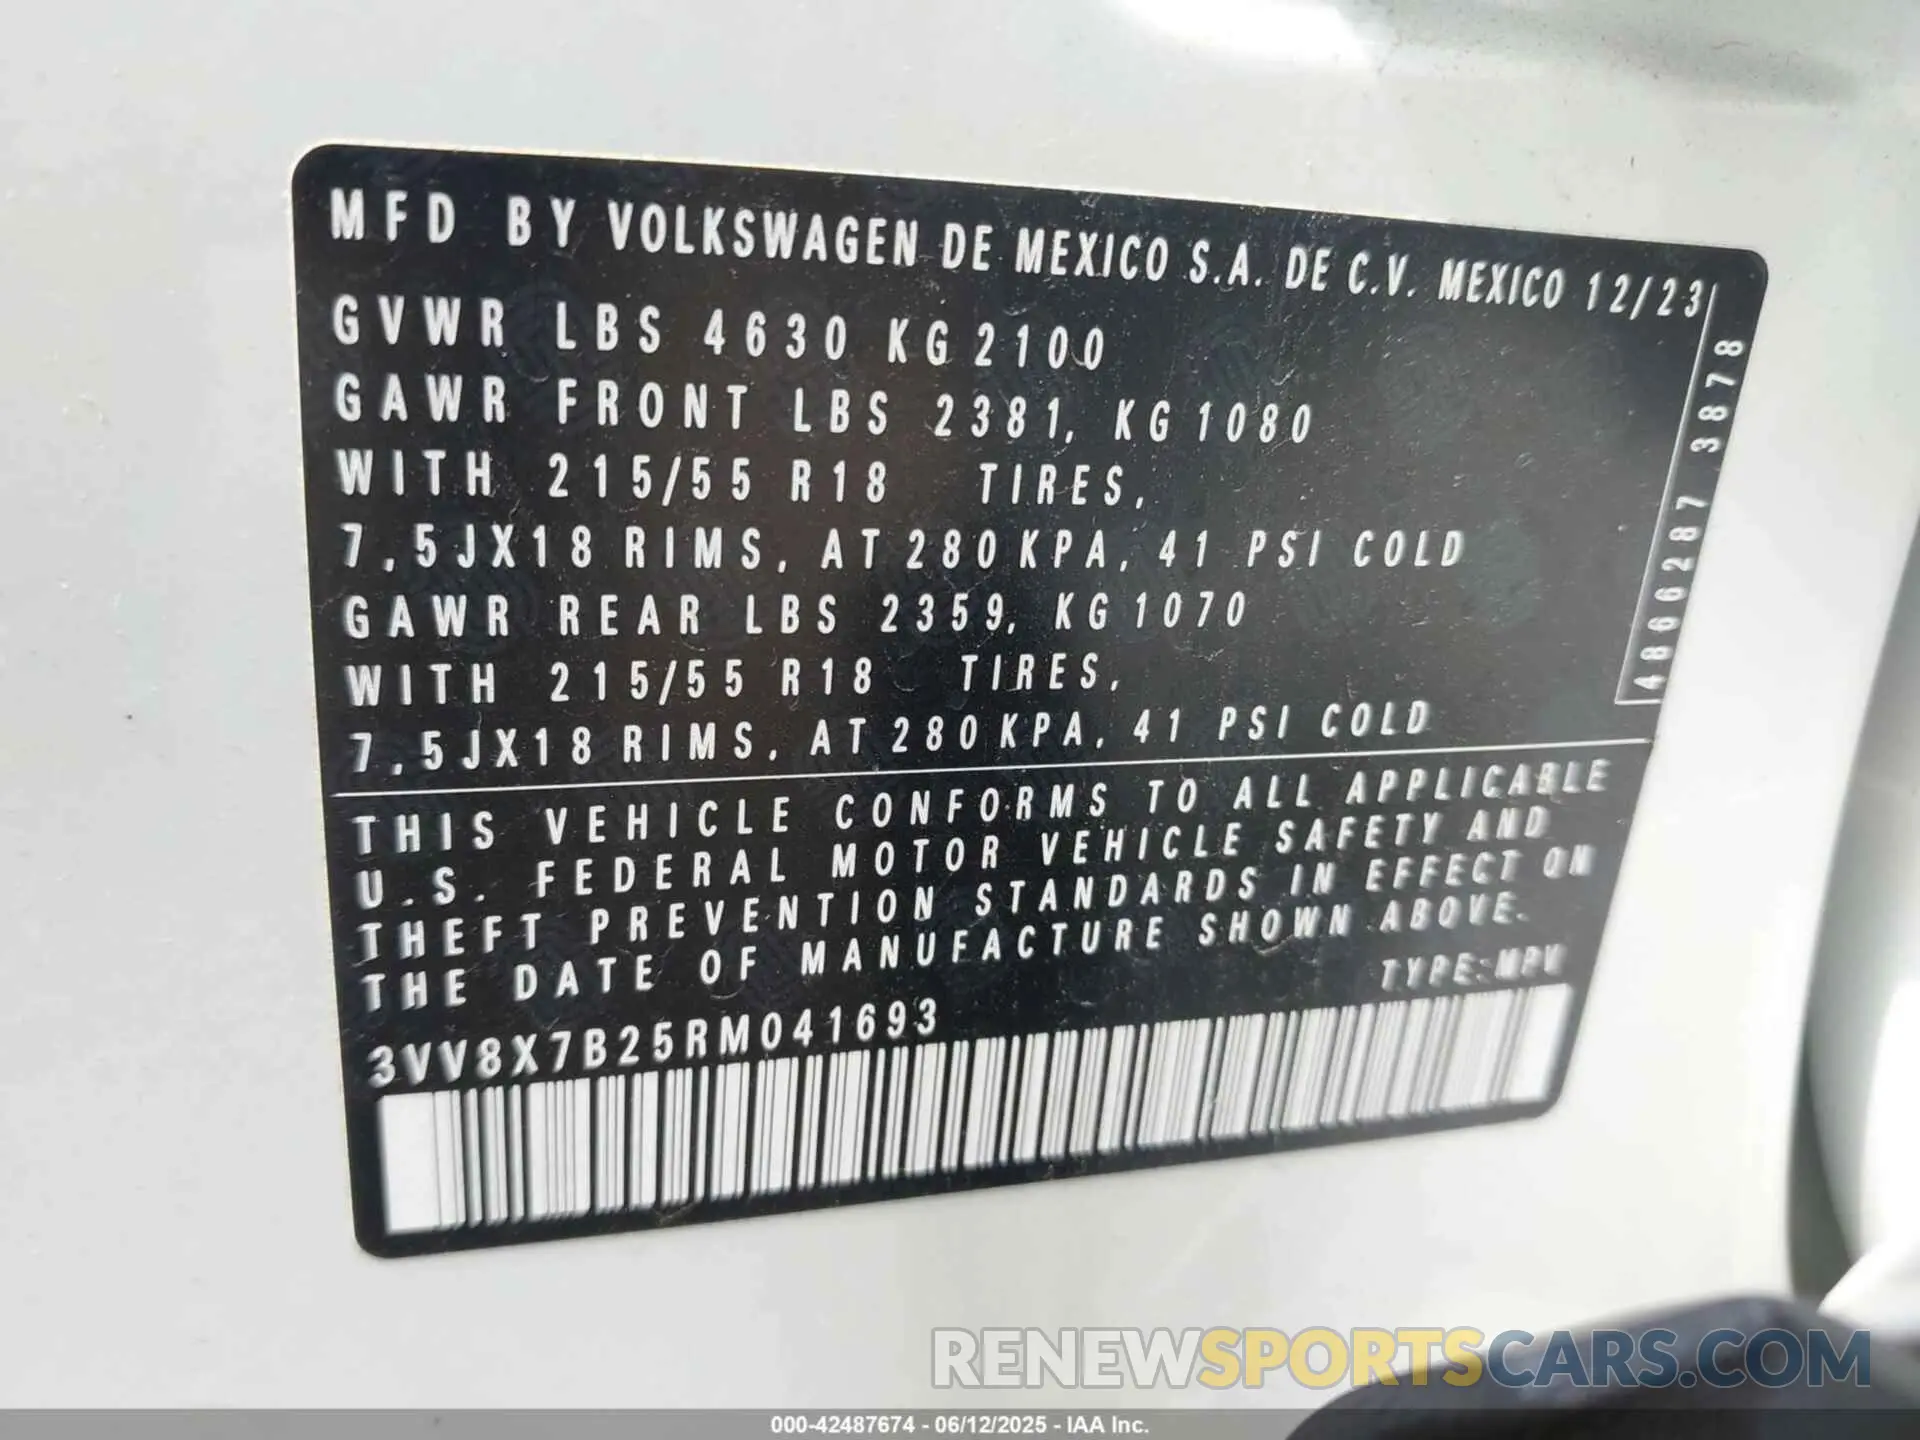 MFD BY VOLKSWAGEN DE MEXICO S.A. DE C.V. MEXICO 12/23
GVWR LBS 4630 KG 2100
GAWR FRONT LBS 2381, KG 1080
WITH 215/55 R18 TIRES,
7,5JX18 RIMS, AT 280 KPA, 41 PSI COLD
GAWR REAR LBS 2359, KG 1070
WITH 215/55 R18 TIRES,
7,5JX18 RIMS, AT 280 KPA, 41 PSI COLD
4866287 3878
THIS VEHICLE CONFORMS TO ALL APPLICABLE
U.S. FEDERAL MOTOR VEHICLE SAFETY AND
THEFT PREVENTION STANDARDS IN EFFECT ON
THE DATE OF MANUFACTURE SHOWN ABOVE.
TYPE:MPV
3VV8X7B25RM041693
RENEWSPORTSCARS.COM
000-42487674 - 06/12/2025 - IAA Inc.